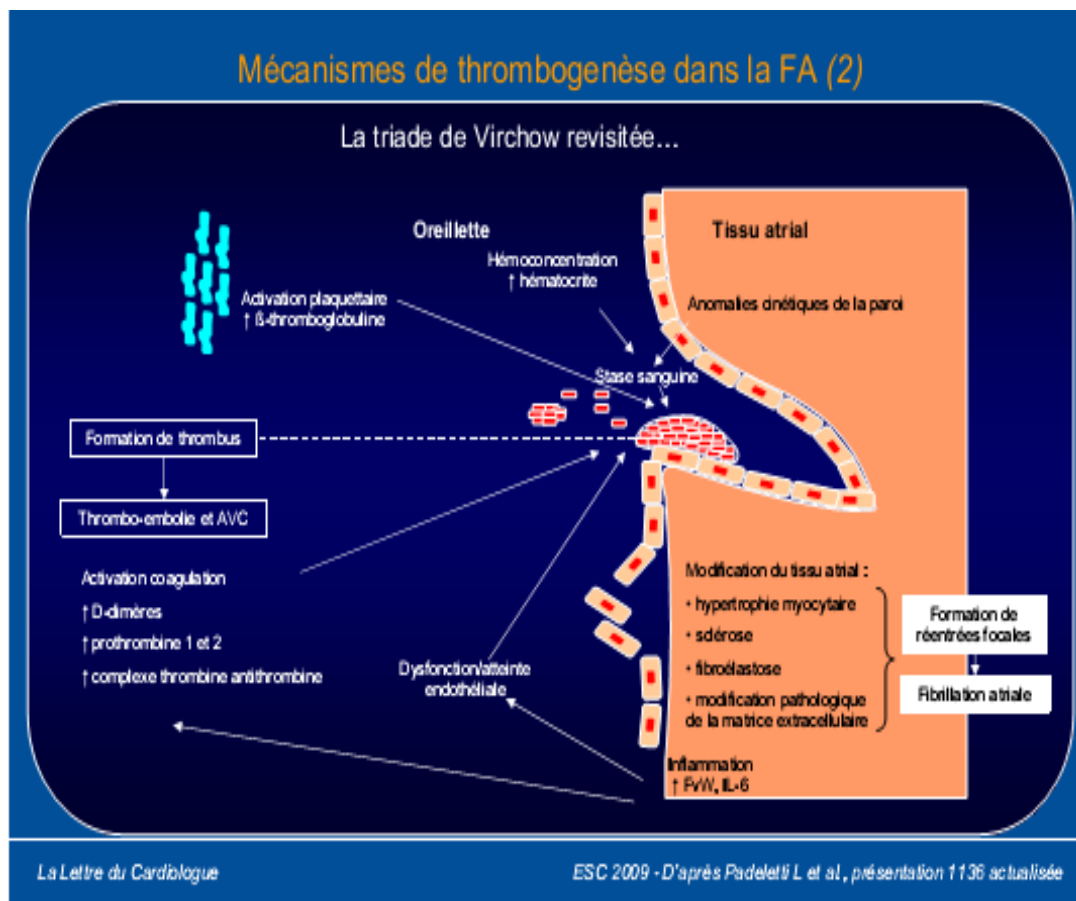 Mécanismes de thrombogenèse dans la FA (2)
La triade de Virchow revisitée…
Oreillette
Tissu atrial
Hémoconcentration
↑ hématocrite
Activation plaquettaire
↑ ß-thromboglobuline
Anomalies cinétiques de la paroi
Stase sanguine
Formation de thrombus
Thrombo-embolie et AVC
Activation coagulation
↑ D-dimères
↑ prothrombine 1 et 2
↑ complexe thrombine antithrombine
Dysfonction/atteinte
endothéliale
Modification du tissu atrial :
• hypertrophie myocytaire
• sclérose
• fibroélastose
• modification pathologique
de la matrice extracellulaire
Formation de
réentrées focales
Fibrillation atriale
Inflammation
↑ FvW, IL-6
La Lettre du Cardiologue
ESC 2009 - D'après Padeletti L et al., présentation 1136 actualisée